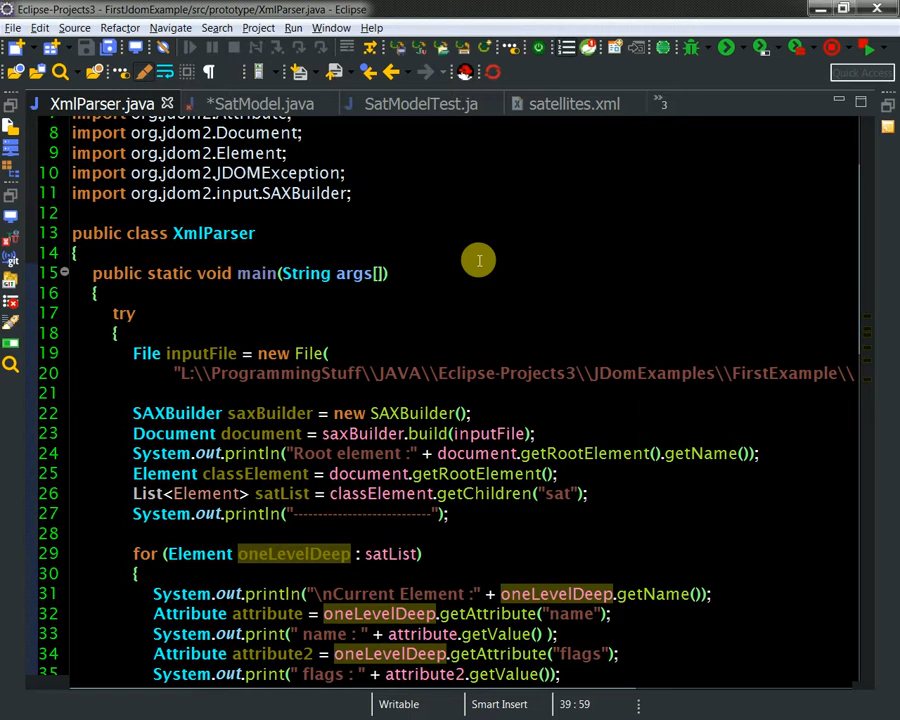 Eclipse-Projects3 - FirstJdomExample/src/prototype/XmlParser.java - Eclipse
File Edit Source Refactor Navigate Search Project Run Window Help
Quick Access
XmlParser.java *SatModel.java SatModelTest.ja satellites.xml »3
import org.jdom2.Attribute;
8 import org.jdom2.Document;
9 import org.jdom2.Element;
10 import org.jdom2.JDOMException;
11 import org.jdom2.input.SAXBuilder;
12
13 public class XmlParser
14 {
15 public static void main(String args[])
16 {
17 try
18 {
19 File inputFile = new File(
20 "L:\\ProgrammingStuff\\JAVA\\Eclipse-Projects3\\JDomExamples\\FirstExample\\
21
22 SAXBuilder saxBuilder = new SAXBuilder();
23 Document document = saxBuilder.build(inputFile);
24 System.out.println("Root element :" + document.getRootElement().getName());
25 Element classElement = document.getRootElement();
26 List<Element> satList = classElement.getChildren("sat");
27 System.out.println("----------------------------");
28
29 for (Element oneLevelDeep : satList)
30 {
31 System.out.println("\nCurrent Element :" + oneLevelDeep.getName());
32 Attribute attribute = oneLevelDeep.getAttribute("name");
33 System.out.print(" name : " + attribute.getValue() );
34 Attribute attribute2 = oneLevelDeep.getAttribute("flags");
35 System.out.print(" flags : " + attribute2.getValue());
Writable Smart Insert 39 : 59